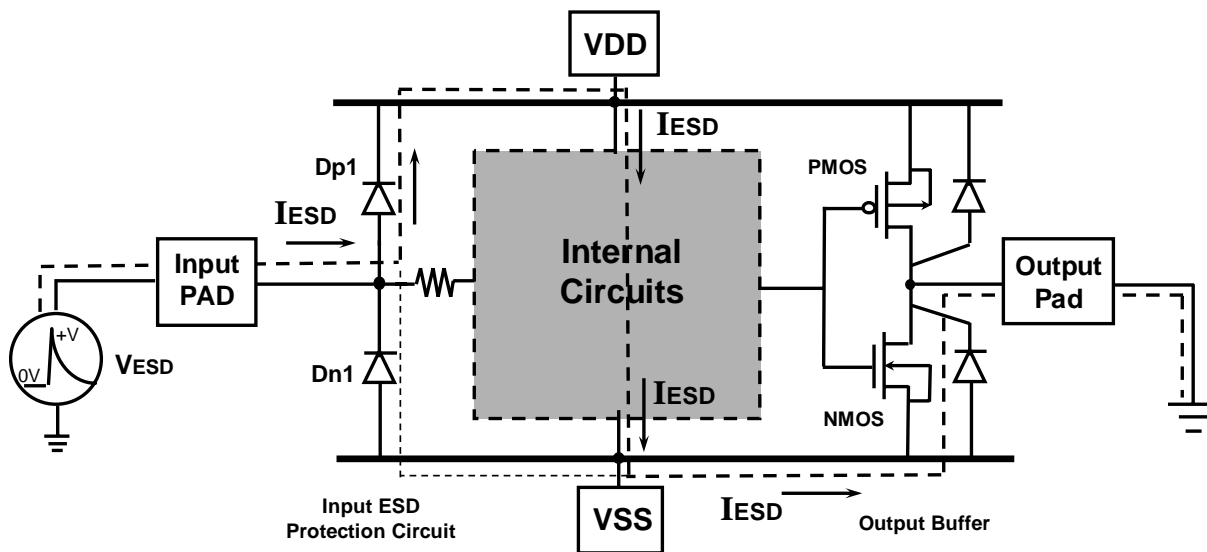 VDD
IESD
Dp1
PMOS
IESD
Input
PAD
Internal
Circuits
Output
Pad
+V
0V
VESD
Dn1
IESD
NMOS
Input ESD
Protection Circuit
VSS
IESD
Output Buffer